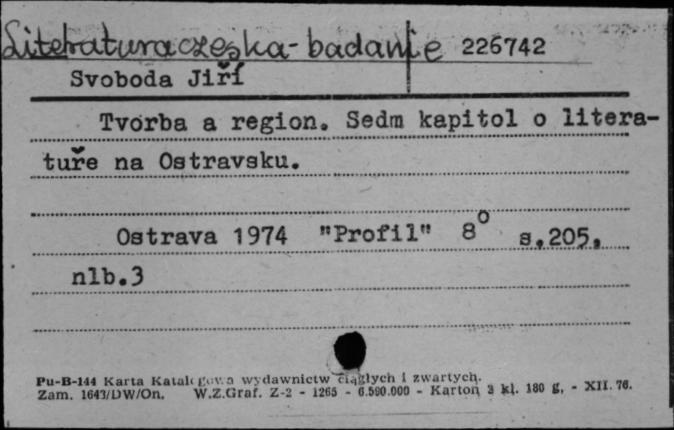 Literatura czeska - badanie 226742
Svoboda Jiří
Tvorba a region. Sedm kapitol o litera-
tuře na Ostravsku.
Ostrava 1974 "Profil" 8⁰ s.205,
nlb.3
Pu-B-144 Karta Katalogowa wydawnictw ciągłych i zwartych.
Zam. 1643/DW/On. W.Z.Graf. Z-2 - 1265 - 6.500.000 - Karton 3 kl. 180 g. - XII. 76.